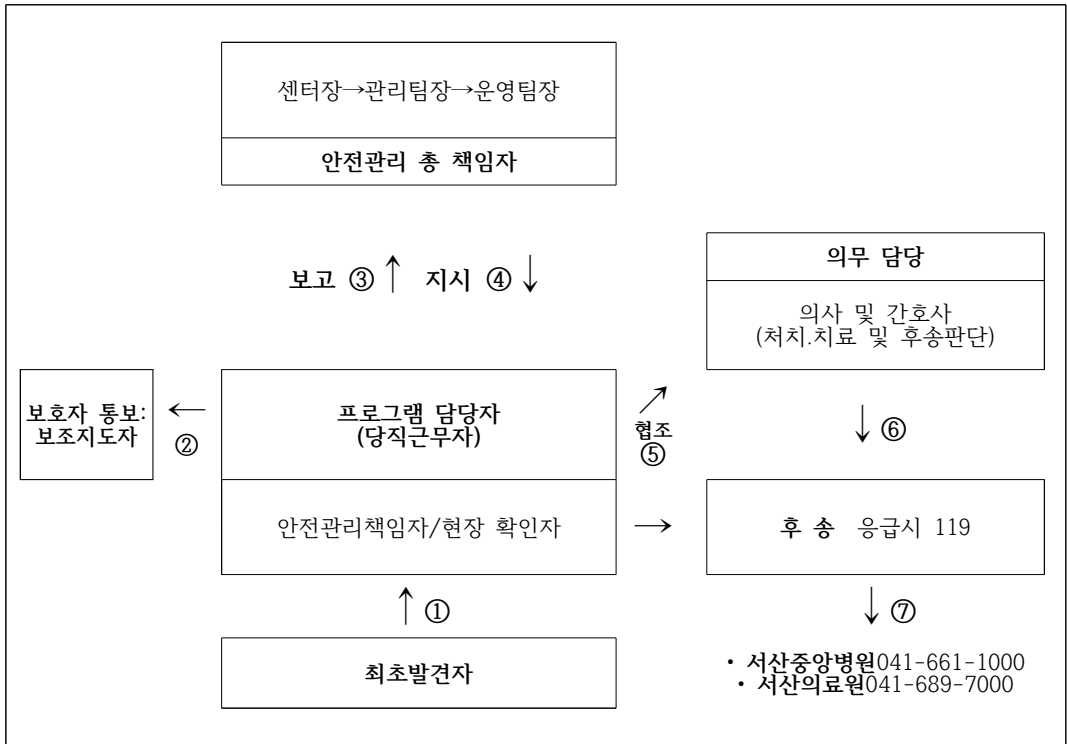 센터장→관리팀장→운영팀장
안전관리 총 책임자
보고 ③ ↑ 지시 ④ ↓
의무 담당
의사 및 간호사
(처치.치료 및 후송판단)
보호자 통보:
보조지도자
← ②
프로그램 담당자
(당직근무자)
안전관리책임자/현장 확인자
↗
협조
⑤
→
↓ ⑥
후 송 응급시 119
↑ ①
최초발견자
↓ ⑦
• 서산중앙병원041-661-1000
• 서산의료원041-689-7000